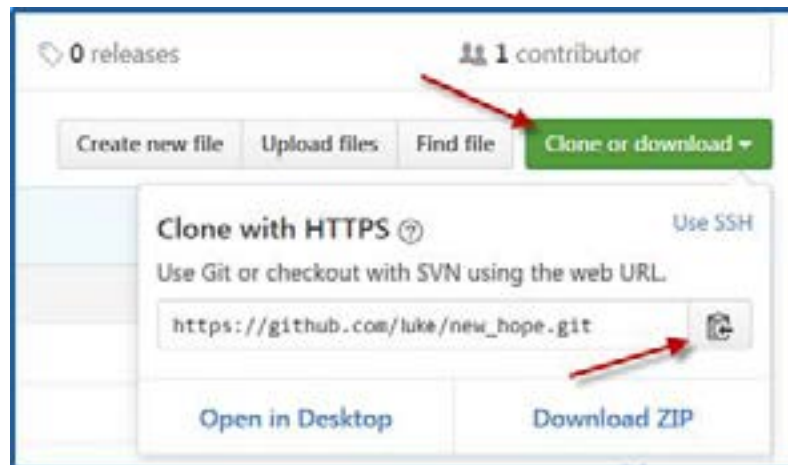 0 releases
1 contributor
Create new file
Upload files
Find file
Clone or download
Clone with HTTPS
Use SSH
Use Git or checkout with SVN using the web URL.
https://github.com/luke/new_hope.git
Open in Desktop
Download ZIP